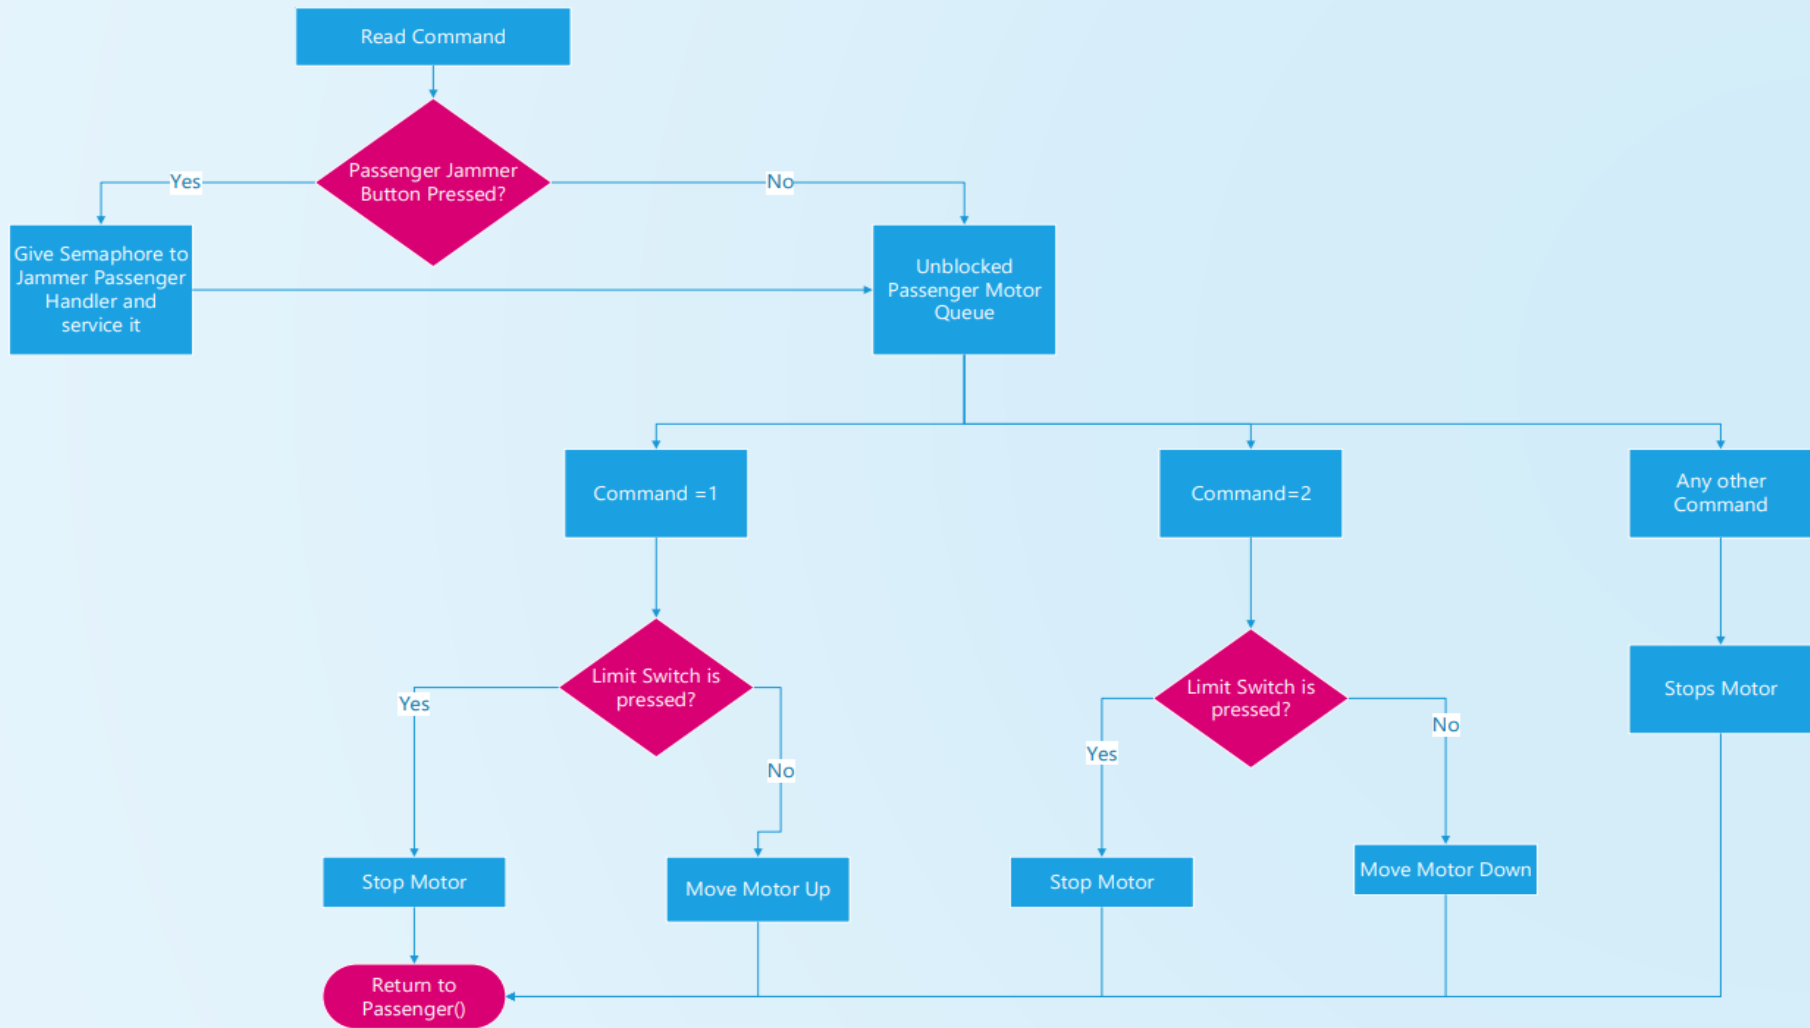 Read Command
Passenger Jammer
Button Pressed?
Yes
No
Give Semaphore to
Jammer Passenger
Handler and
service it
Unblocked
Passenger Motor
Queue
Command =1
Command=2
Any other
Command
Limit Switch is
pressed?
Yes
No
Limit Switch is
pressed?
Yes
No
Stops Motor
Stop Motor
Move Motor Up
Stop Motor
Move Motor Down
Return to
Passenger()